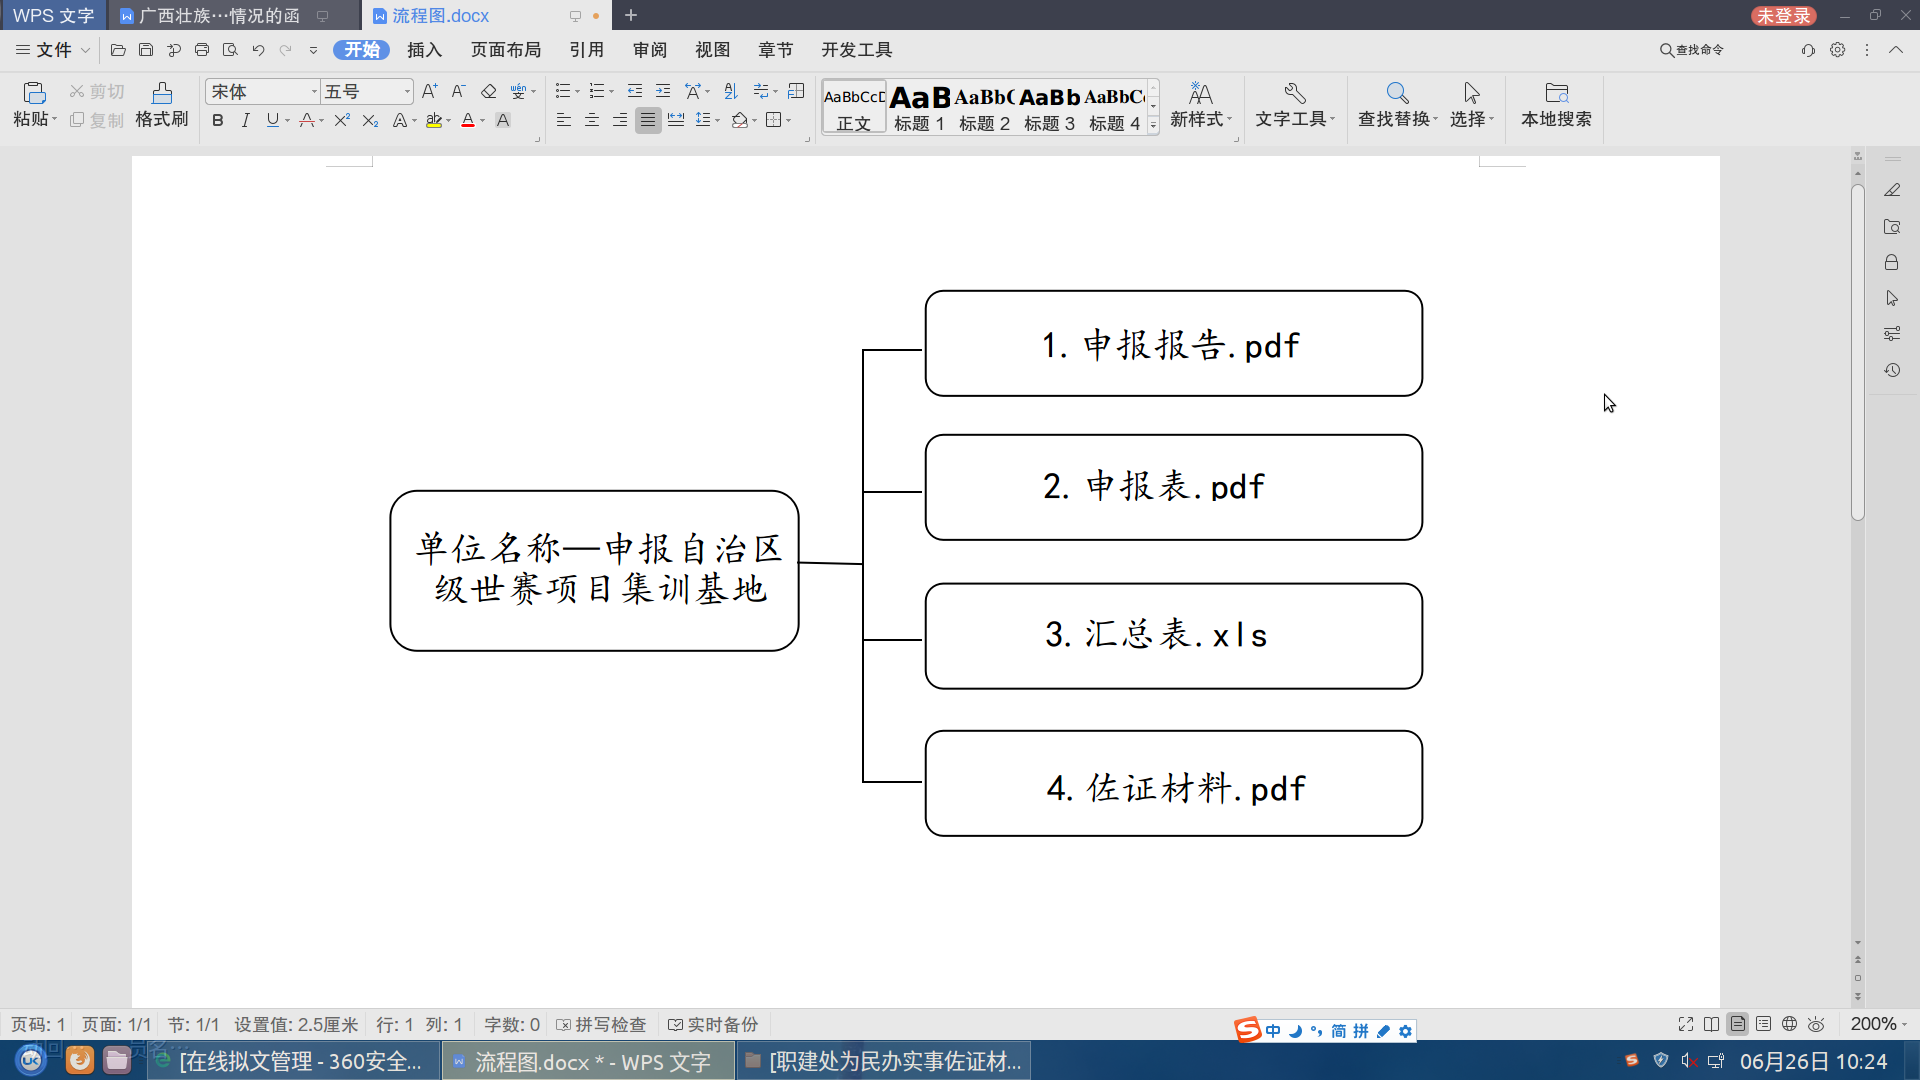 WPS 文字
广西壮族…情况的函
流程图.docx
未登录
文件
开始
插入
页面布局
引用
审阅
视图
章节
开发工具
查找命令
粘贴
剪切
复制
格式刷
宋体
五号
AaBbCcD
正文
AaB
标题 1
AaBb(
标题 2
AaBb
标题 3
AaBbC
标题 4
新样式
文字工具
查找替换
选择
本地搜索
单位名称—申报自治区
级世赛项目集训基地
1. 申报报告.pdf
2. 申报表.pdf
3. 汇总表.xls
4. 佐证材料.pdf
页码: 1
页面: 1/1
节: 1/1
设置值: 2.5厘米
行: 1
列: 1
字数: 0
拼写检查
实时备份
中
简
拼
200%
[在线拟文管理 - 360安全...
流程图.docx * - WPS 文字
[职建处为民办实事佐证材...
06月26日 10:24